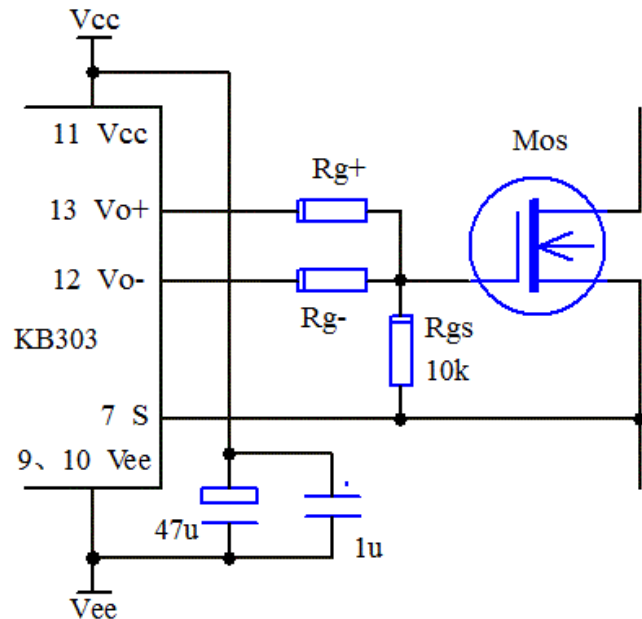 Vcc
11 Vcc
Mos
Rg+
13 Vo+
12 Vo-
Rg-
Rgs
KB303
10k
7 S
9、10 Vee
47u
1u
Vee